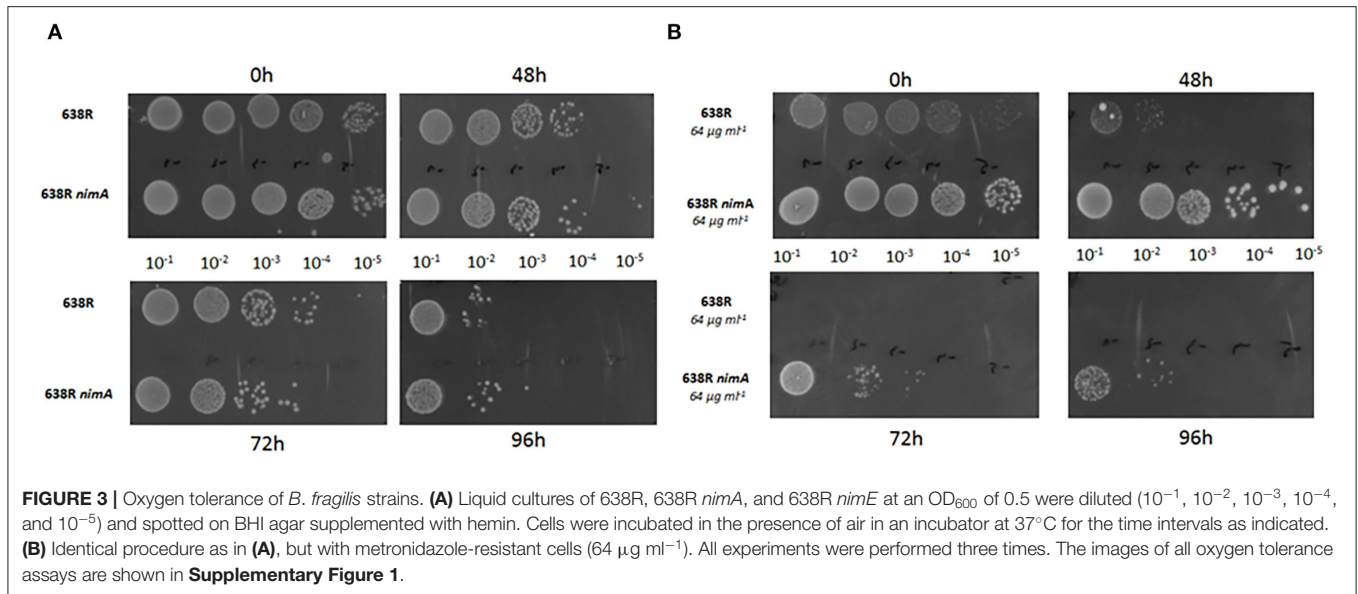 A
B
0h
48h
0h
48h
638R
638R nimA
638R
64 µg ml⁻¹
638R nimA
64 µg ml⁻¹
10⁻¹ 10⁻² 10⁻³ 10⁻⁴ 10⁻⁵
10⁻¹ 10⁻² 10⁻³ 10⁻⁴ 10⁻⁵
10⁻¹ 10⁻² 10⁻³ 10⁻⁴ 10⁻⁵
10⁻¹ 10⁻² 10⁻³ 10⁻⁴ 10⁻⁵
638R
638R nimA
638R
64 µg ml⁻¹
638R nimA
64 µg ml⁻¹
72h
96h
72h
96h
FIGURE 3 | Oxygen tolerance of B. fragilis strains. (A) Liquid cultures of 638R, 638R nimA, and 638R nimE at an OD₆₀₀ of 0.5 were diluted (10⁻¹, 10⁻², 10⁻³, 10⁻⁴,
and 10⁻⁵) and spotted on BHI agar supplemented with hemin. Cells were incubated in the presence of air in an incubator at 37°C for the time intervals as indicated.
(B) Identical procedure as in (A), but with metronidazole-resistant cells (64 µg ml⁻¹). All experiments were performed three times. The images of all oxygen tolerance
assays are shown in Supplementary Figure 1.